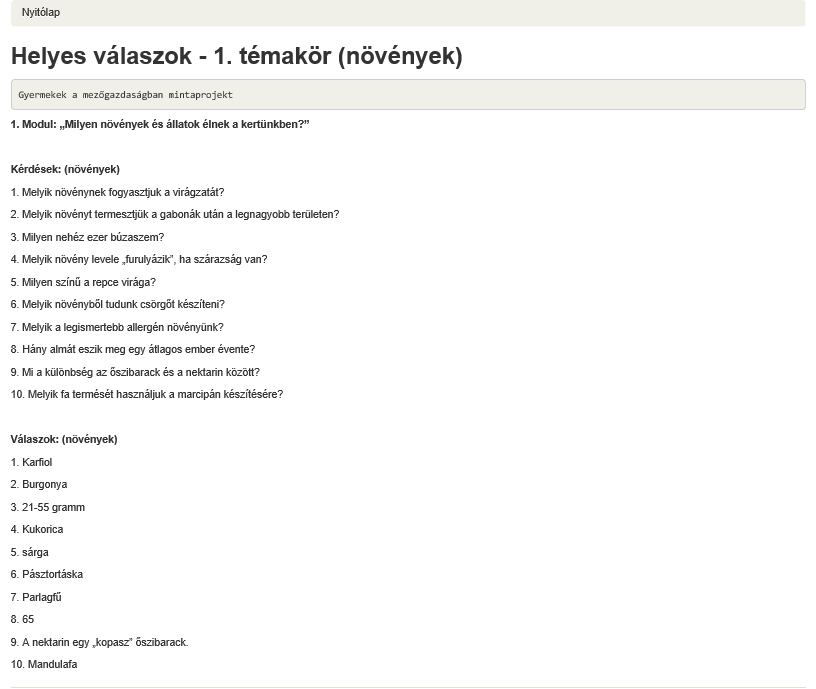 Nyitólap
Helyes válaszok - 1. témakör (növények)
Gyermekek a mezőgazdaságban mintaprojekt
1. Modul: „Milyen növények és állatok élnek a kertünkben?”
Kérdések: (növények)
1. Melyik növénynek fogyasztjuk a virágzatát?
2. Melyik növényt termesztjük a gabonák után a legnagyobb területen?
3. Milyen nehéz ezer búzaszem?
4. Melyik növény levele „furulyázik”, ha szárazság van?
5. Milyen színű a repce virága?
6. Melyik növényből tudunk csörgőt készíteni?
7. Melyik a legismertebb allergén növényünk?
8. Hány almát eszik meg egy átlagos ember évente?
9. Mi a különbség az őszibarack és a nektarin között?
10. Melyik fa termését használjuk a marcipán készítésére?
Válaszok: (növények)
1. Karfiol
2. Burgonya
3. 21-55 gramm
4. Kukorica
5. sárga
6. Pásztortáska
7. Parlagfű
8. 65
9. A nektarin egy „kopasz” őszibarack.
10. Mandulafa